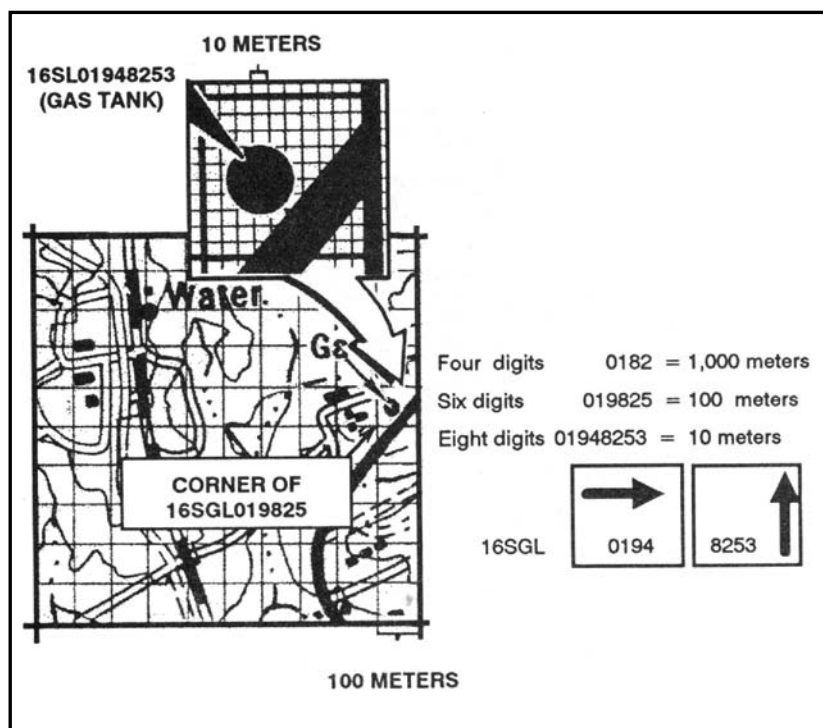 10 METERS
16SL01948253
(GAS TANK)
Water.
Ga
CORNER OF
16SGL019825
Four digits 0182 = 1,000 meters
Six digits 019825 = 100 meters
Eight digits 01948253 = 10 meters
16SGL 0194 8253
100 METERS